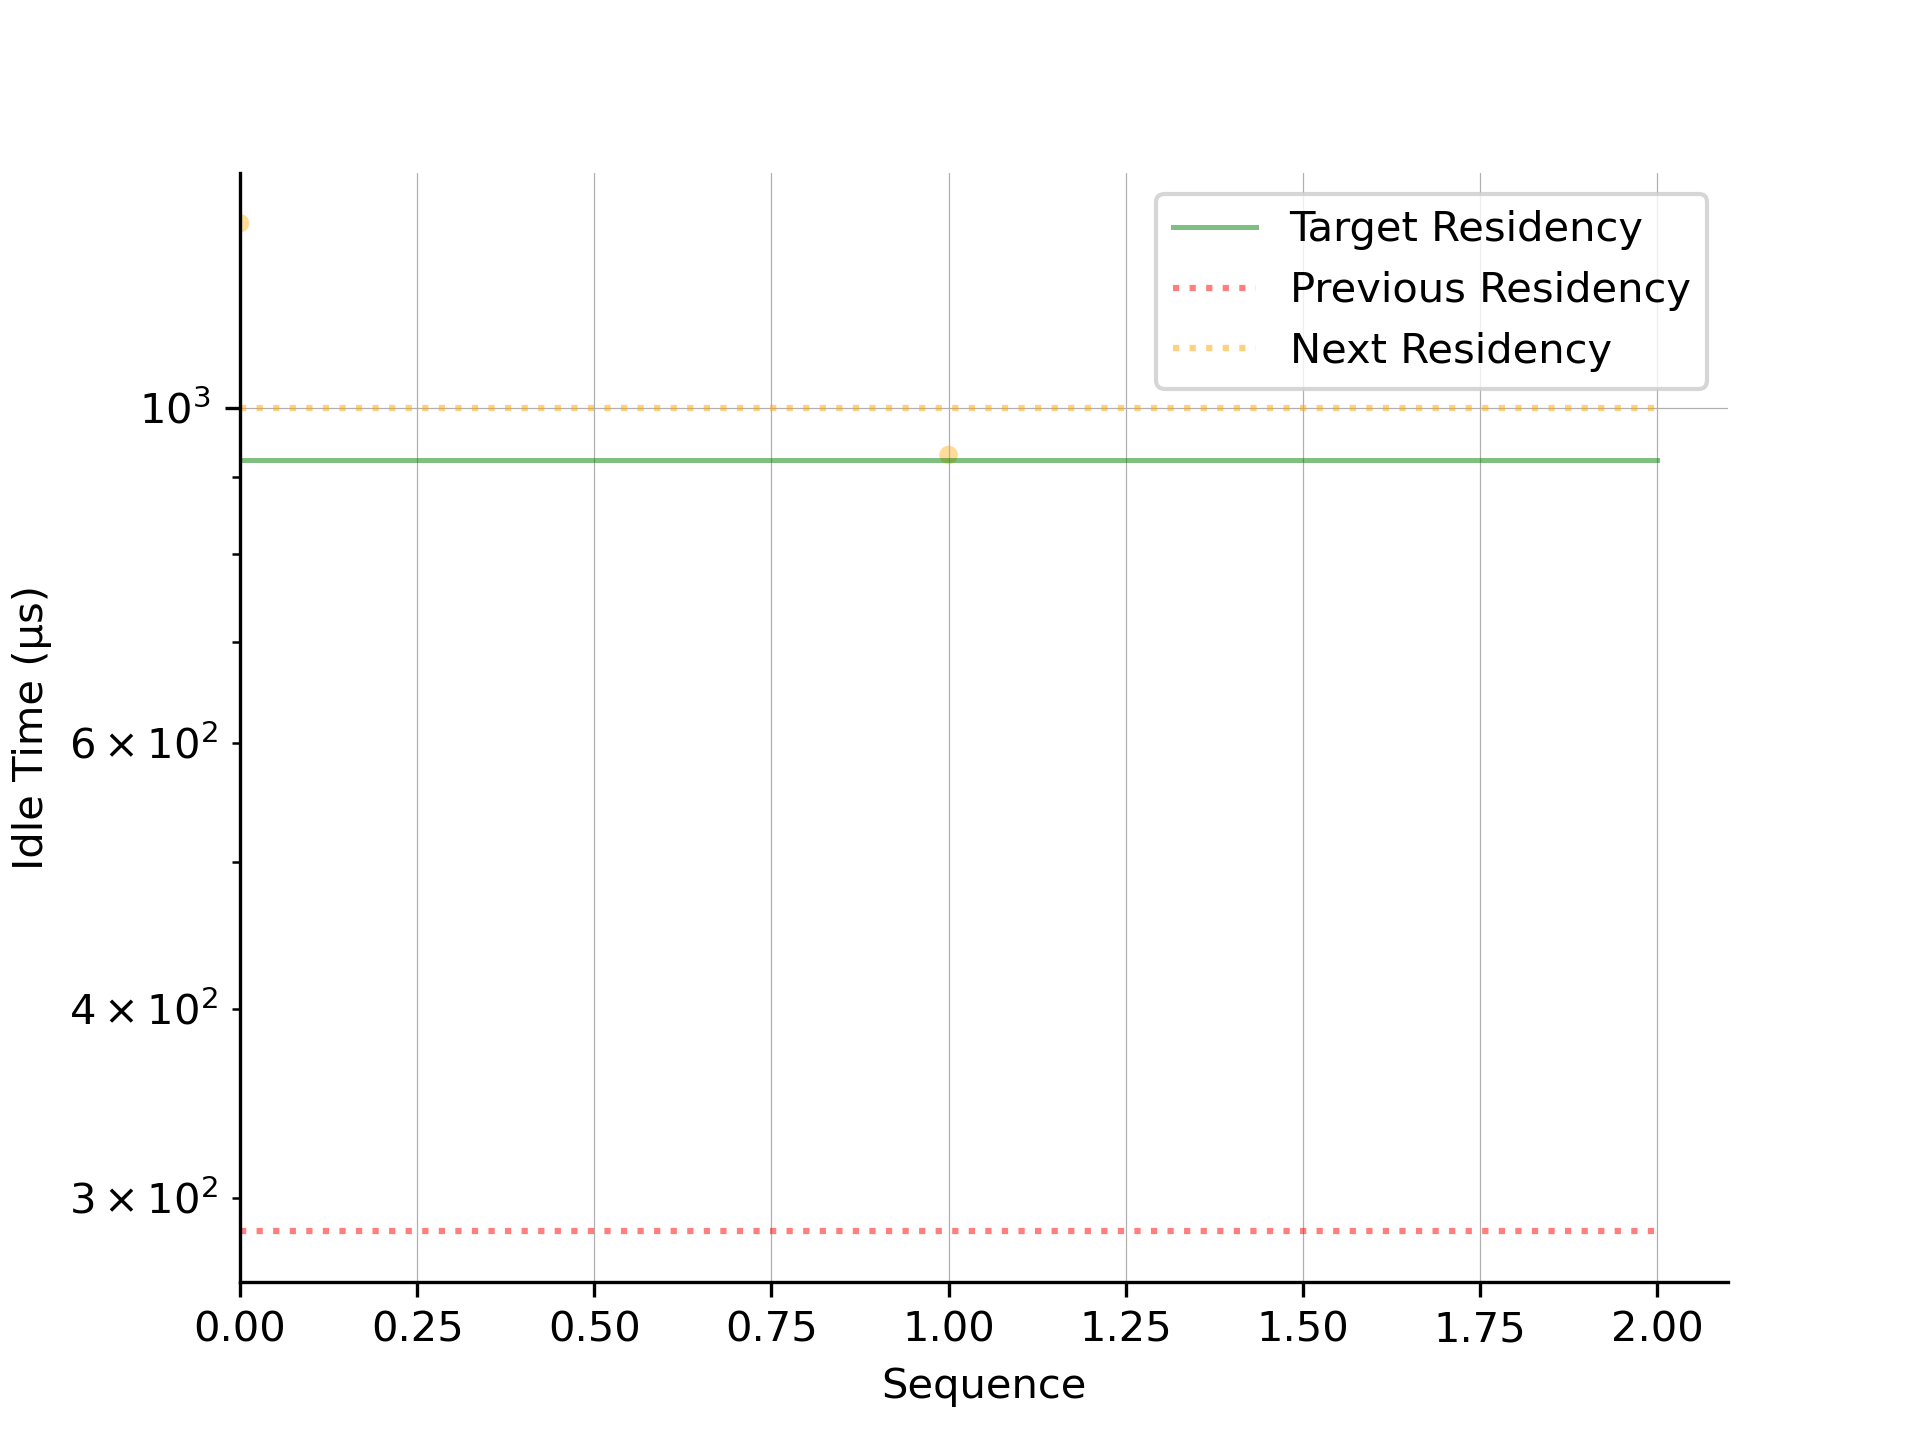 Target Residency
Previous Residency
Next Residency
10³
6×10²
4×10²
3×10²
Idle Time (µs)
0.00 0.25 0.50 0.75 1.00 1.25 1.50 1.75 2.00
Sequence